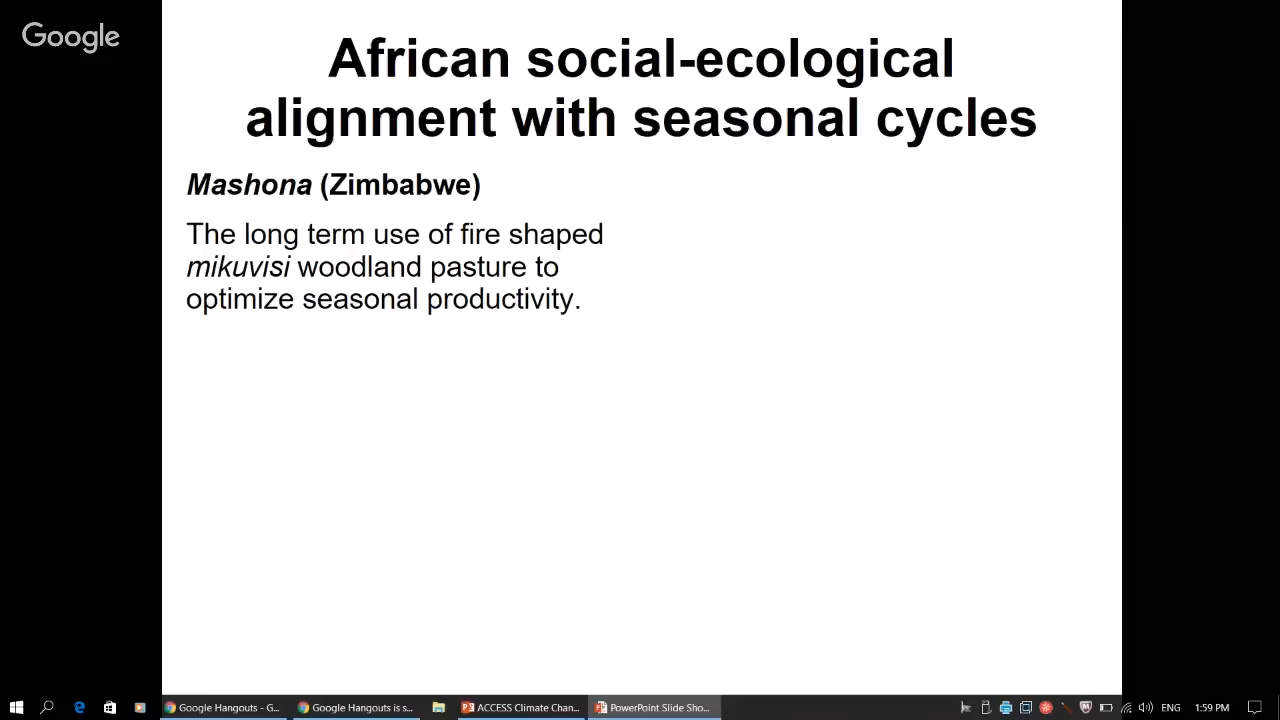 Google
African social-ecological
alignment with seasonal cycles
Mashona (Zimbabwe)
The long term use of fire shaped
mikuvisi woodland pasture to
optimize seasonal productivity.
Google Hangouts - G... Google Hangouts is s... ACCESS Climate Chan... PowerPoint Slide Sho... ENG 1:59 PM